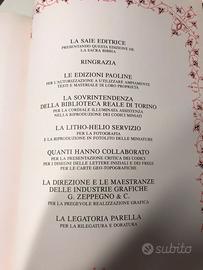 LA SAIE EDITRICE
PRESENTANDO QUESTA EDIZIONE DE
LA SACRA BIBBIA
RINGRAZIA
LE EDIZIONI PAOLINE
PER L'AUTORIZZAZIONE A UTILIZZARE AMPIAMENTE
TESTI E MATERIALE DI LORO PROPRIETÀ
LA SOVRINTENDENZA
DELLA BIBLIOTECA REALE DI TORINO
PER LA CORDIALE ILLUMINATA ASSISTENZA
NELLA RIPRODUZIONE DEI CODICI MINIATI
LA LITHO-HELIO SERVIZIO
PER LA FOTOGRAFIA
E LA RIPRODUZIONE IN FOTOLITO DELLE MINIATURE
QUANTI HANNO COLLABORATO
PER LA PRESENTAZIONE CRITICA DEI CODICI
PER I DISEGNI DELLE LETTERE INIZIALI E DEI FREGI
PER LE CARTE GEO-TOPOGRAFICHE
LA DIREZIONE E LE MAESTRANZE
DELLE INDUSTRIE GRAFICHE
G. ZEPPEGNO & C.
PER LA PREGEVOLE REALIZZAZIONE GRAFICA
LA LEGATORIA PARELLA
PER LA RILEGATURA E DORATURA
subito